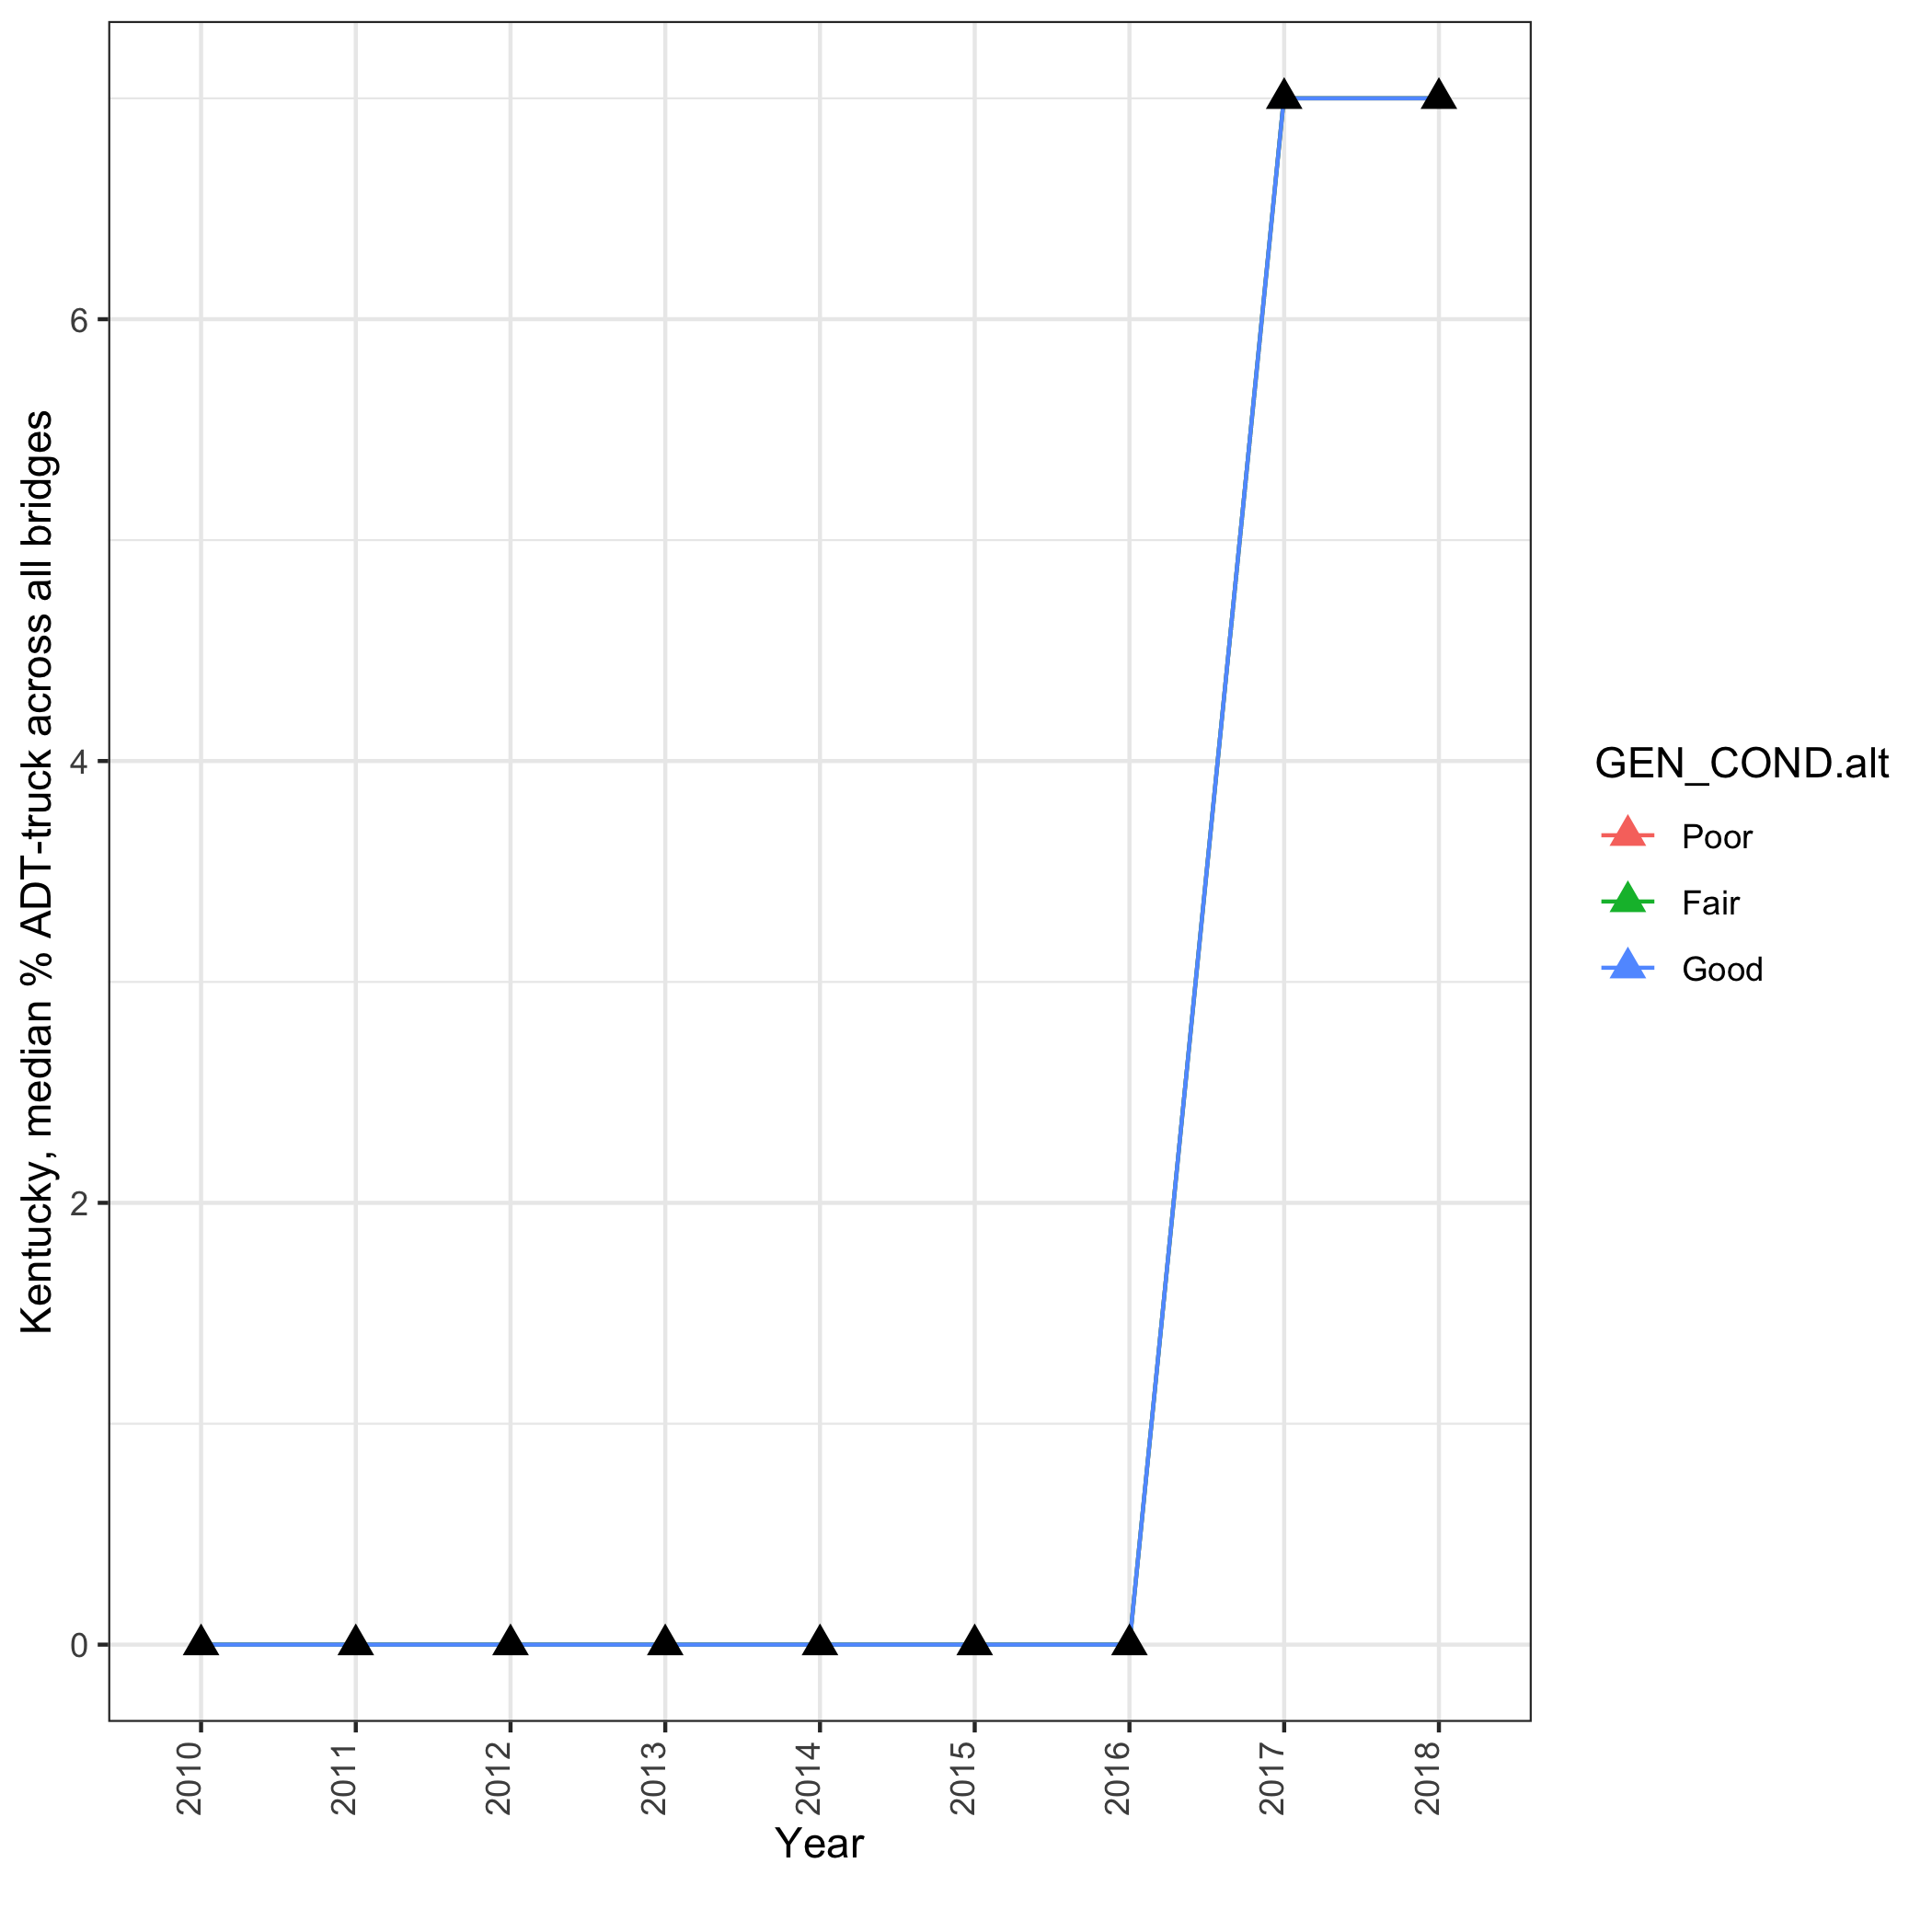 Kentucky, median % ADT-truck across all bridges
6
4
2
0
2010
2011
2012
2013
2014
2015
2016
2017
2018
Year
GEN_COND.alt
Poor
Fair
Good